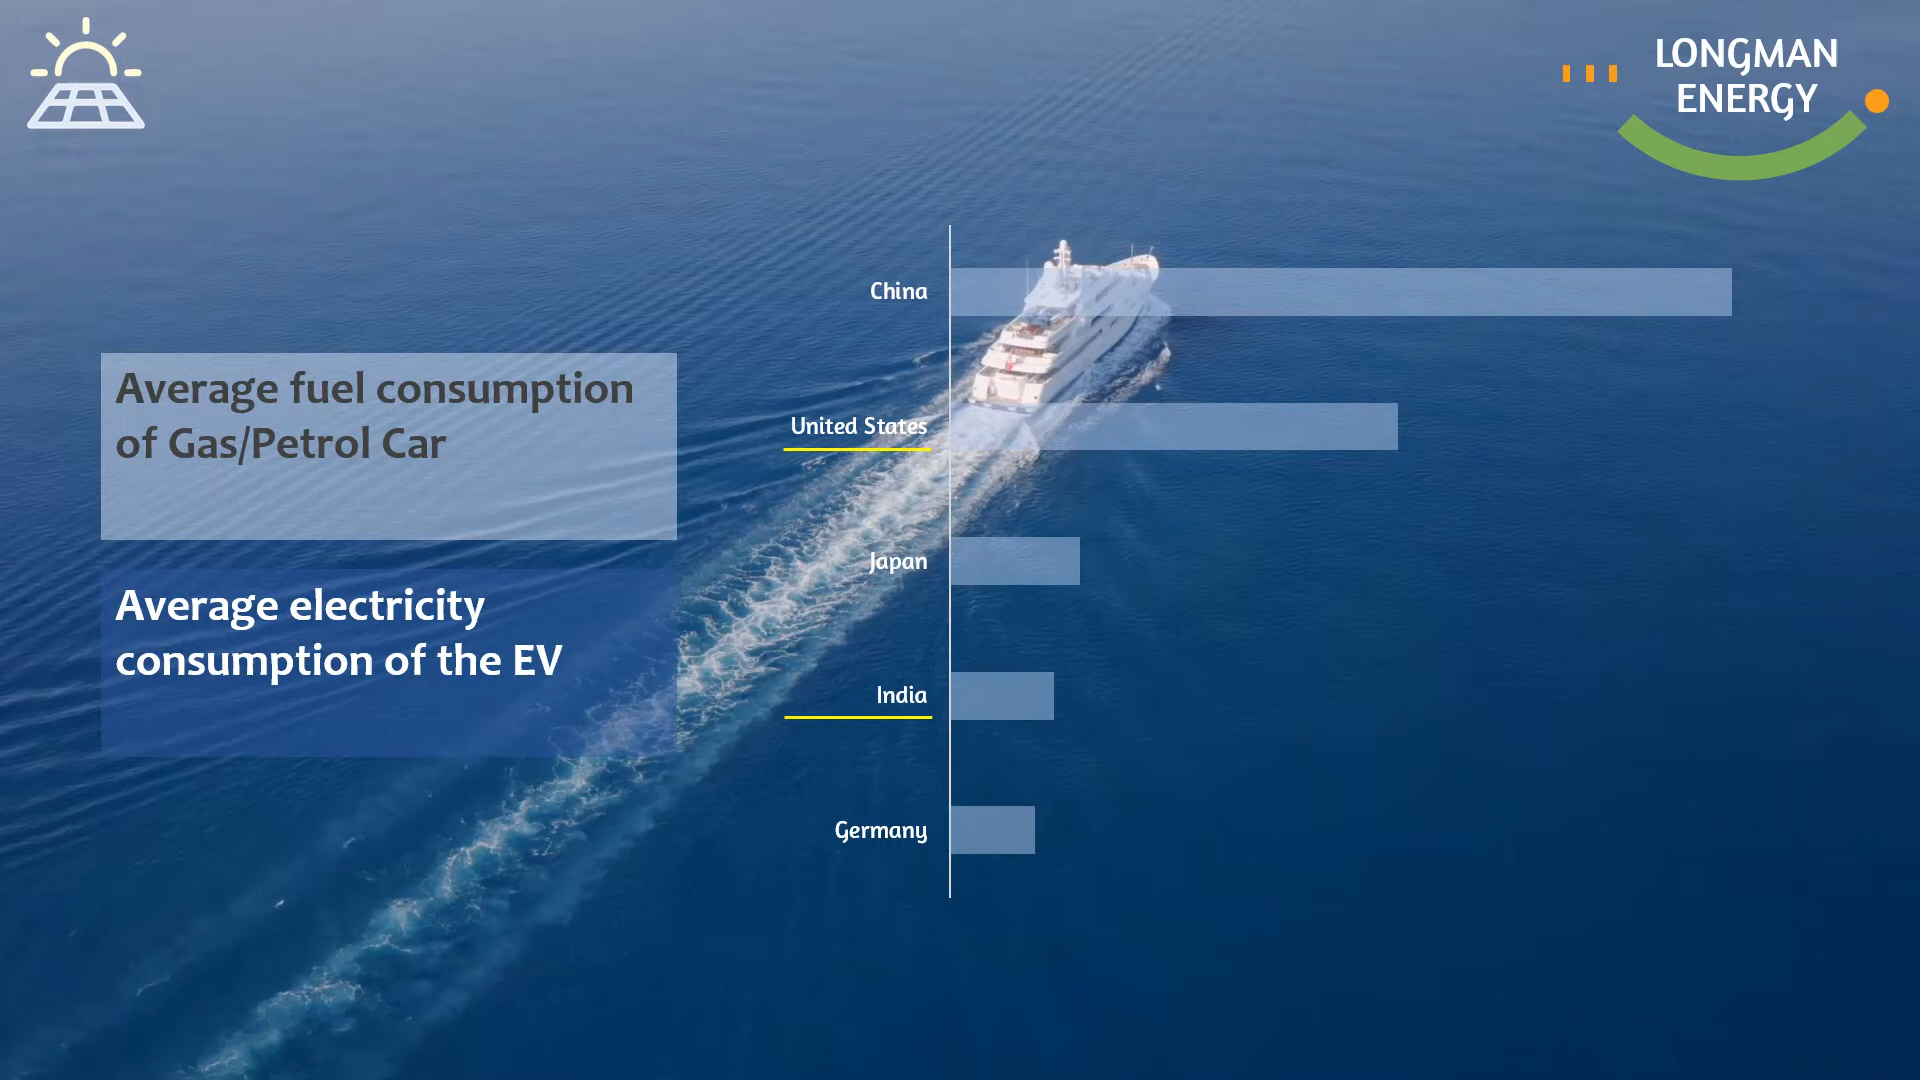 LONGMAN
ENERGY
Average fuel consumption
of Gas/Petrol Car
Average electricity
consumption of the EV
China
United States
Japan
India
Germany